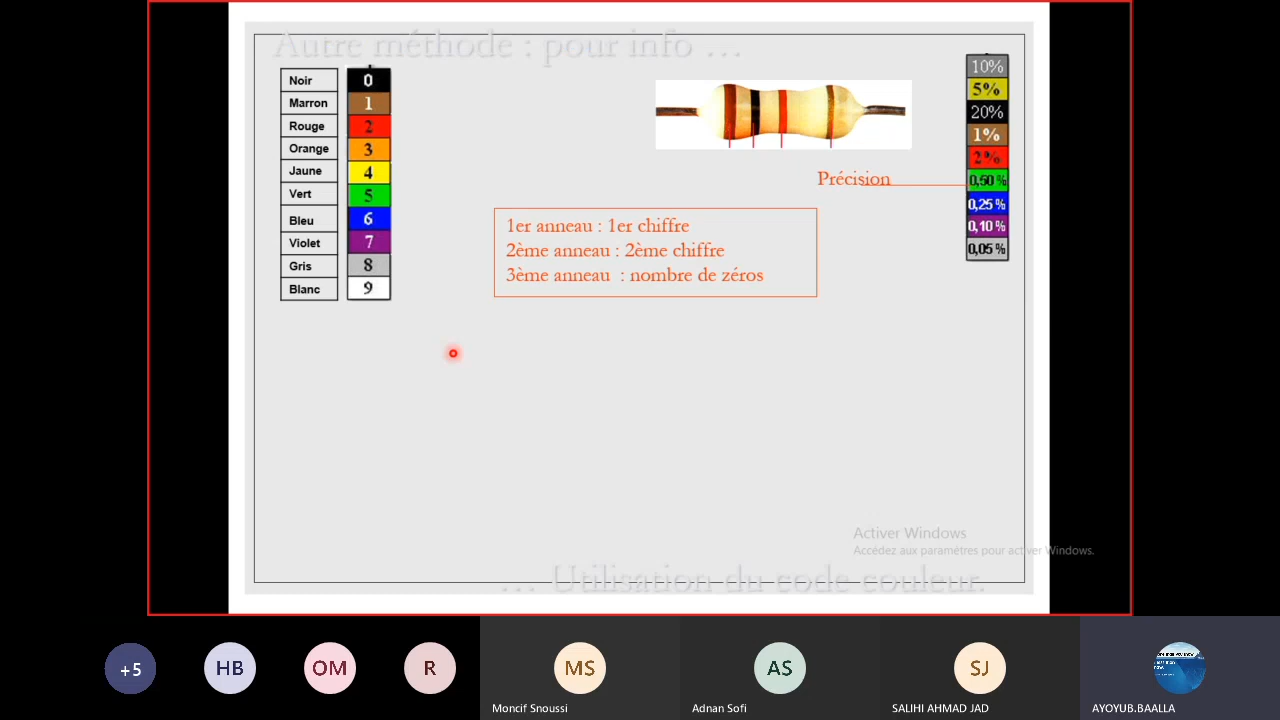 Autre méthode : pour info …
Noir 0
Marron 1
Rouge 2
Orange 3
Jaune 4
Vert 5
Bleu 6
Violet 7
Gris 8
Blanc 9
10%
5%
20%
1%
2%
0,50 %
0,25 %
0,10 %
0,05 %
Précision
1er anneau : 1er chiffre
2ème anneau : 2ème chiffre
3ème anneau : nombre de zéros
Activer Windows
Accédez aux paramètres pour activer Windows.
… Utilisation du code couleur.
+5
HB
OM
R
MS
AS
SJ
Moncif Snoussi
Adnan Sofi
SALIHI AHMAD JAD
AYOYUB.BAALLA